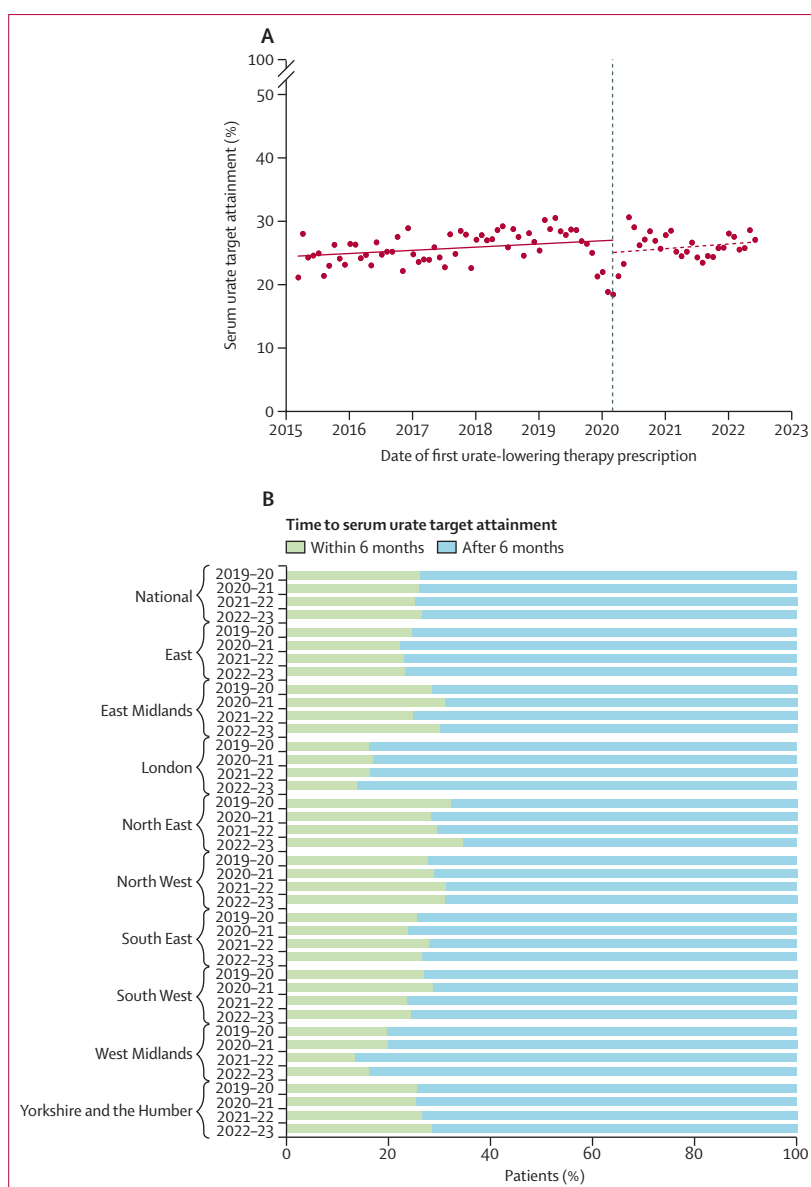 A
100
50
40
30
20
10
0
Serum urate target attainment (%)
2015 2016 2017 2018 2019 2020 2021 2022 2023
Date of first urate-lowering therapy prescription
B
Time to serum urate target attainment
Within 6 months After 6 months
National
2019–20
2020–21
2021–22
2022–23
East
2019–20
2020–21
2021–22
2022–23
East Midlands
2019–20
2020–21
2021–22
2022–23
London
2019–20
2020–21
2021–22
2022–23
North East
2019–20
2020–21
2021–22
2022–23
North West
2019–20
2020–21
2021–22
2022–23
South East
2019–20
2020–21
2021–22
2022–23
South West
2019–20
2020–21
2021–22
2022–23
West Midlands
2019–20
2020–21
2021–22
2022–23
Yorkshire and the Humber
2019–20
2020–21
2021–22
2022–23
0 20 40 60 80 100
Patients (%)